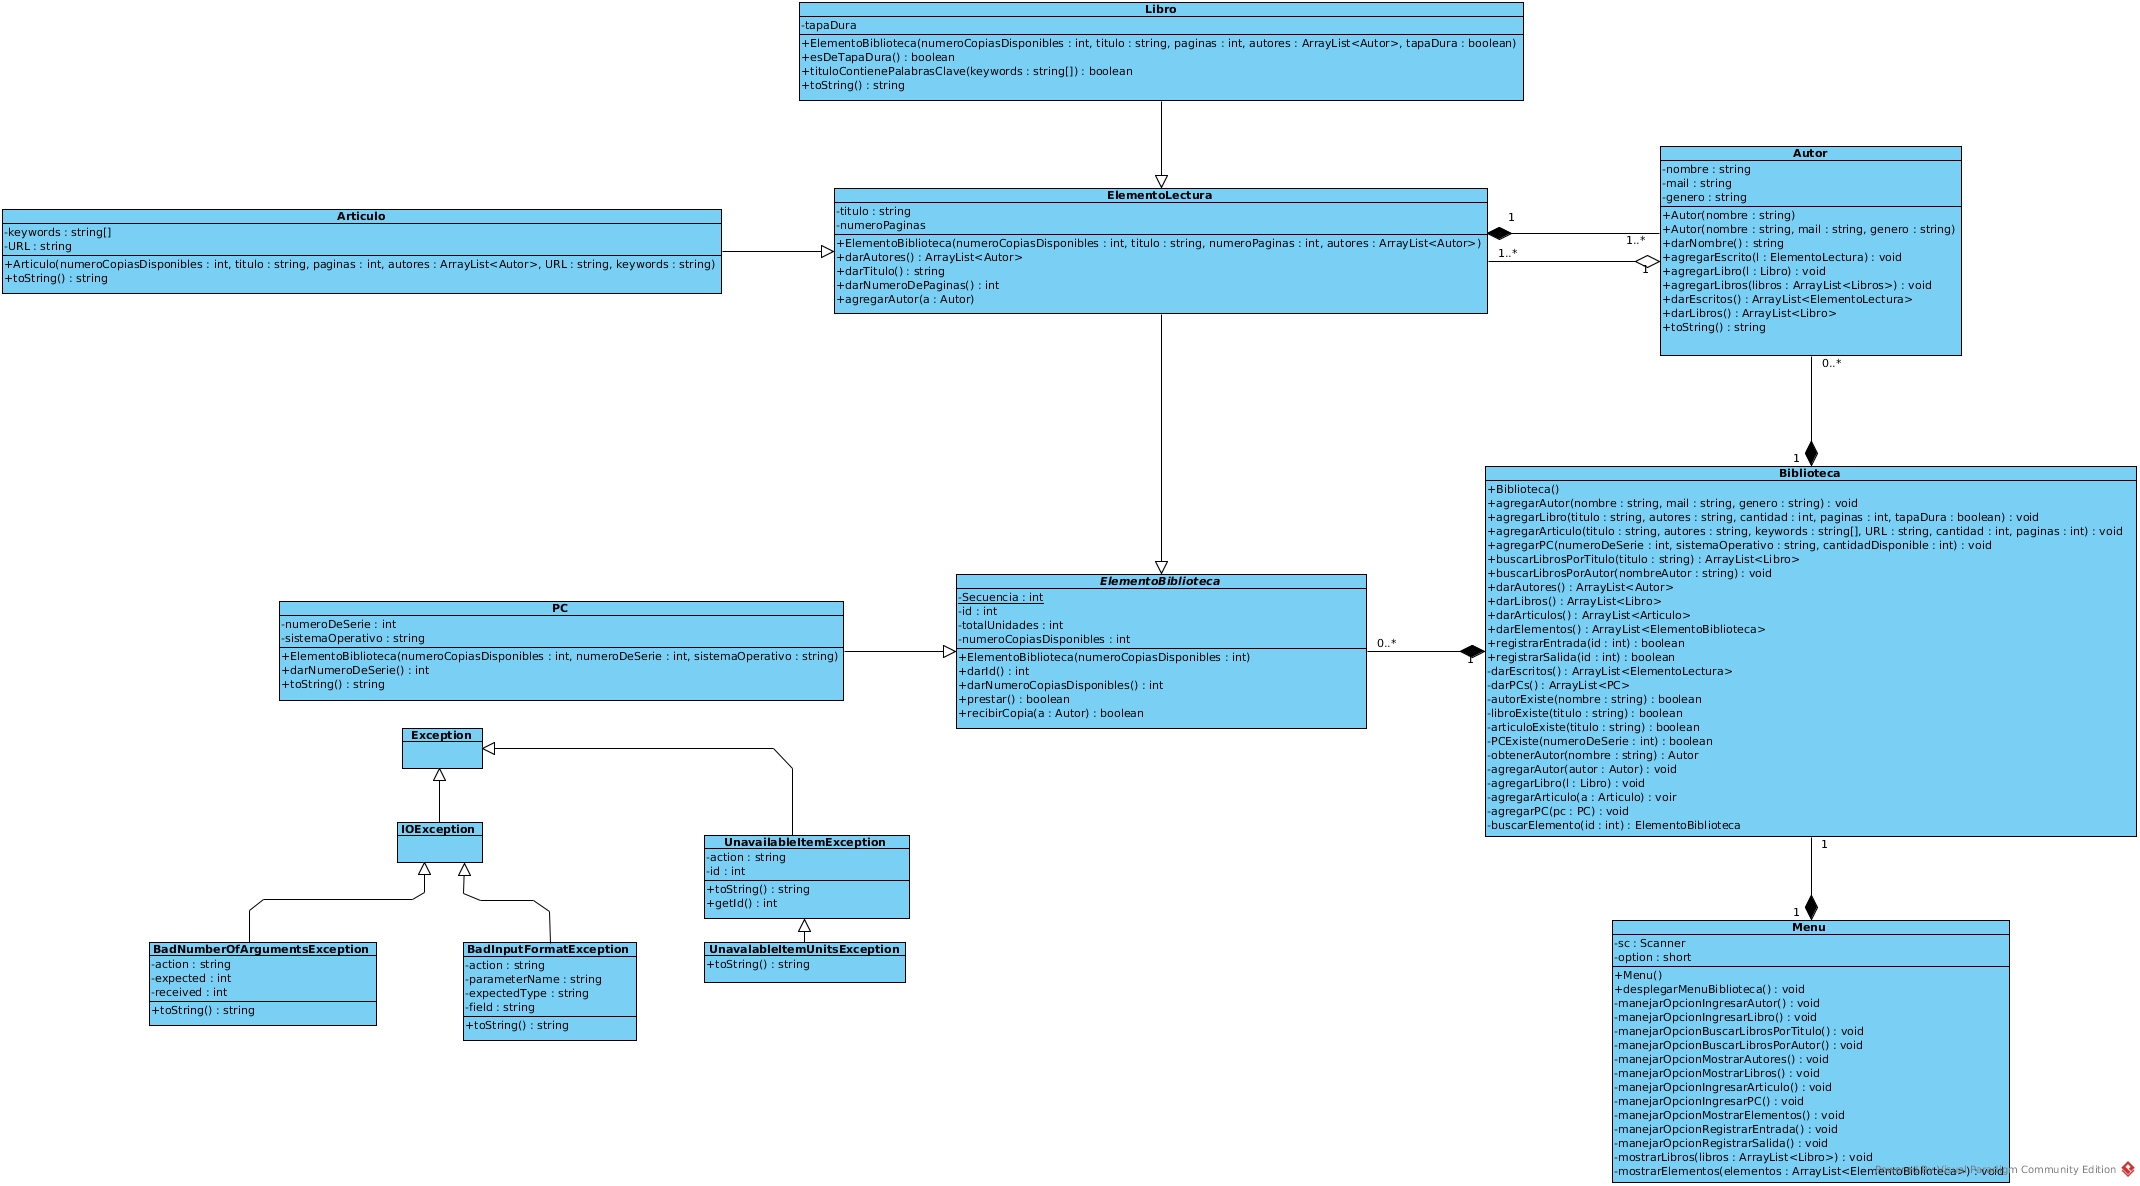 Libro
-tapaDura
+ElementoBiblioteca(numeroCopiasDisponibles : int, titulo : string, paginas : int, autores : ArrayList<Autor>, tapaDura : boolean)
+esDeTapaDura() : boolean
+tituloContienePalabrasClave(keywords : string[]) : boolean
+toString() : string
Autor
-nombre : string
-mail : string
-genero : string
+Autor(nombre : string)
+Autor(nombre : string, mail : string, genero : string)
+darNombre() : string
+agregarEscrito(l : ElementoLectura) : void
+agregarLibro(l : Libro) : void
+agregarLibros(libros : ArrayList<Libros>) : void
+darEscritos() : ArrayList<ElementoLectura>
+darLibros() : ArrayList<Libro>
+toString() : string
ElementoLectura
-titulo : string
-numeroPaginas
+ElementoBiblioteca(numeroCopiasDisponibles : int, titulo : string, numeroPaginas : int, autores : ArrayList<Autor>)
+darAutores() : ArrayList<Autor>
+darTitulo() : string
+darNumeroDePaginas() : int
+agregarAutor(a : Autor)
1
1..*
1..*
1
Articulo
-keywords : string[]
-URL : string
+Articulo(numeroCopiasDisponibles : int, titulo : string, paginas : int, autores : ArrayList<Autor>, URL : string, keywords : string)
+toString() : string
0..*
1
Biblioteca
+Biblioteca()
+agregarAutor(nombre : string, mail : string, genero : string) : void
+agregarLibro(titulo : string, autores : string, cantidad : int, paginas : int, tapaDura : boolean) : void
+agregarArticulo(titulo : string, autores : string, keywords : string[], URL : string, cantidad : int, paginas : int) : void
+agregarPC(numeroDeSerie : int, sistemaOperativo : string, cantidadDisponible : int) : void
+buscarLibrosPorTitulo(titulo : string) : ArrayList<Libro>
+buscarLibrosPorAutor(nombreAutor : string) : void
+darAutores() : ArrayList<Autor>
+darLibros() : ArrayList<Libro>
+darArticulos() : ArrayList<Articulo>
+darElementos() : ArrayList<ElementoBiblioteca>
+registrarEntrada(id : int) : boolean
+registrarSalida(id : int) : boolean
-darEscritos() : ArrayList<ElementoLectura>
-darPCs() : ArrayList<PC>
-autorExiste(nombre : string) : boolean
-libroExiste(titulo : string) : boolean
-articuloExiste(titulo : string) : boolean
-PCExiste(numeroDeSerie : int) : boolean
-obtenerAutor(nombre : string) : Autor
-agregarAutor(autor : Autor) : void
-agregarLibro(l : Libro) : void
-agregarArticulo(a : Articulo) : voir
-agregarPC(pc : PC) : void
-buscarElemento(id : int) : ElementoBiblioteca
ElementoBiblioteca
-Secuencia : int
-id : int
-totalUnidades : int
-numeroCopiasDisponibles : int
+ElementoBiblioteca(numeroCopiasDisponibles : int)
+darId() : int
+darNumeroCopiasDisponibles() : int
+prestar() : boolean
+recibirCopia(a : Autor) : boolean
0..*
1
PC
-numeroDeSerie : int
-sistemaOperativo : string
+ElementoBiblioteca(numeroCopiasDisponibles : int, numeroDeSerie : int, sistemaOperativo : string)
+darNumeroDeSerie() : int
+toString() : string
Exception
IOException
UnavailableItemException
-action : string
-id : int
+toString() : string
+getId() : int
BadNumberOfArgumentsException
-action : string
-expected : int
-received : int
+toString() : string
BadInputFormatException
-action : string
-parameterName : string
-expectedType : string
-field : string
+toString() : string
UnavalableItemUnitsException
+toString() : string
1
1
Menu
-sc : Scanner
-option : short
+Menu()
+desplegarMenuBiblioteca() : void
-manejarOpcionIngresarAutor() : void
-manejarOpcionIngresarLibro() : void
-manejarOpcionBuscarLibrosPorTitulo() : void
-manejarOpcionBuscarLibrosPorAutor() : void
-manejarOpcionMostrarAutores() : void
-manejarOpcionMostrarLibros() : void
-manejarOpcionIngresarArticulo() : void
-manejarOpcionIngresarPC() : void
-manejarOpcionMostrarElementos() : void
-manejarOpcionRegistrarEntrada() : void
-manejarOpcionRegistrarSalida() : void
-mostrarLibros(libros : ArrayList<Libro>) : void
-mostrarElementos(elementos : ArrayList<ElementoBiblioteca>) : void
Powered By Visual Paradigm Community Edition